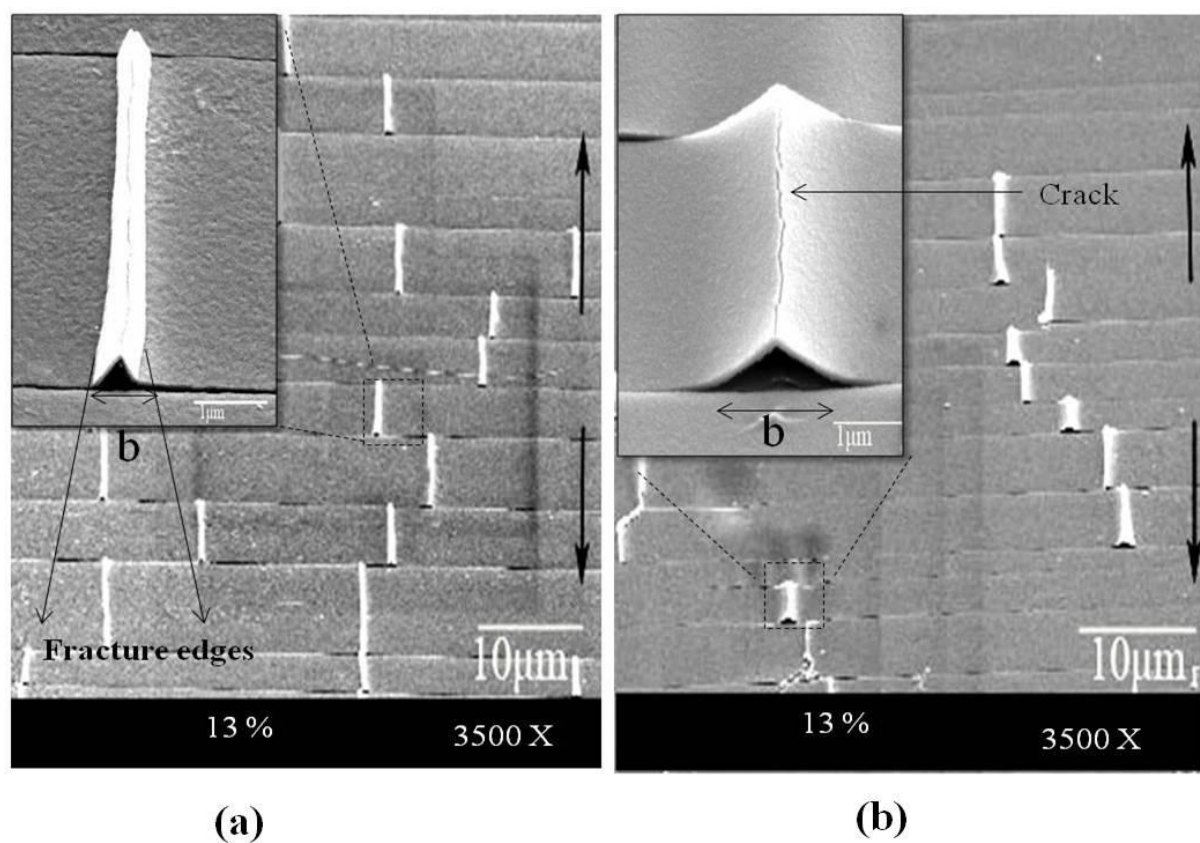 b
1μm
Fracture edges
10μm
13 %
3500 X
(a)
Crack
b
1μm
10μm
13 %
3500 X
(b)